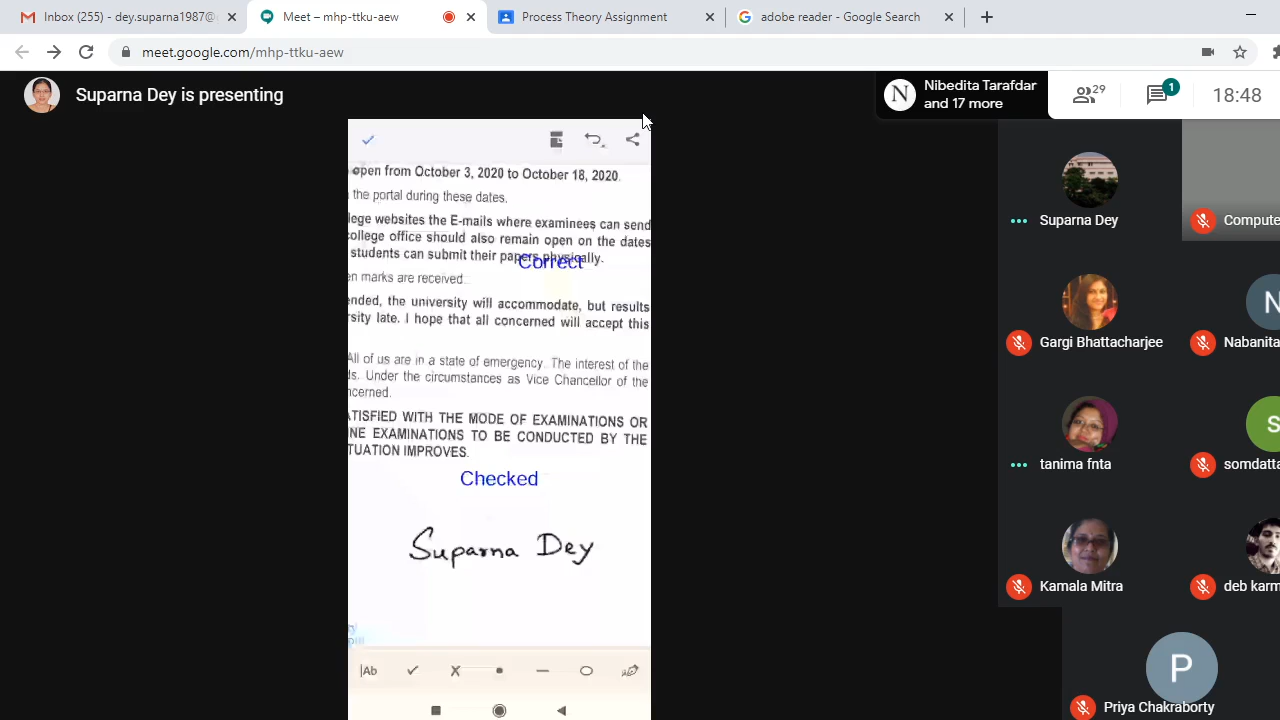 Inbox (255) - dey.suparna1987@
Meet – mhp-ttku-aew
Process Theory Assignment
adobe reader - Google Search
meet.google.com/mhp-ttku-aew
Suparna Dey is presenting
N
Nibedita Tarafdar
and 17 more
29
1
18:48
open from October 3, 2020 to October 18, 2020.
the portal during these dates.
lege websites the E-mails where examinees can send
college office should also remain open on the dates
students can submit their papers physically.
Correct
en marks are received.
ended, the university will accommodate, but results
rsity late. I hope that all concerned will accept this
All of us are in a state of emergency. The interest of the
ds. Under the circumstances as Vice Chancellor of the
ncerned.
ATISFIED WITH THE MODE OF EXAMINATIONS OR
INE EXAMINATIONS TO BE CONDUCTED BY THE
TUATION IMPROVES.
Checked
Suparna Dey
Ab
Suparna Dey
Compute
Gargi Bhattacharjee
N
Nabanita
tanima fnta
s
somdatta
Kamala Mitra
deb karm
P
Priya Chakraborty